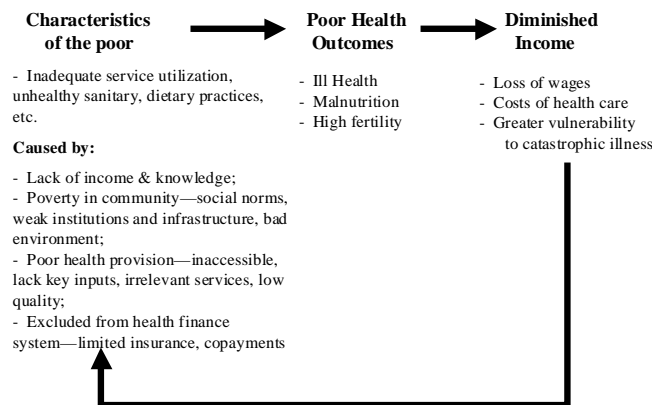 Characteristics
of the poor
- Inadequate service utilization,
unhealthy sanitary, dietary practices,
etc.
Caused by:
- Lack of income & knowledge;
- Poverty in community—social norms,
weak institutions and infrastructure, bad
environment;
- Poor health provision—inaccessible,
lack key inputs, irrelevant services, low
quality;
- Excluded from health finance
system—limited insurance, copayments
Poor Health
Outcomes
- Ill Health
- Malnutrition
- High fertility
Diminished
Income
- Loss of wages
- Costs of health care
- Greater vulnerability
to catastrophic illness